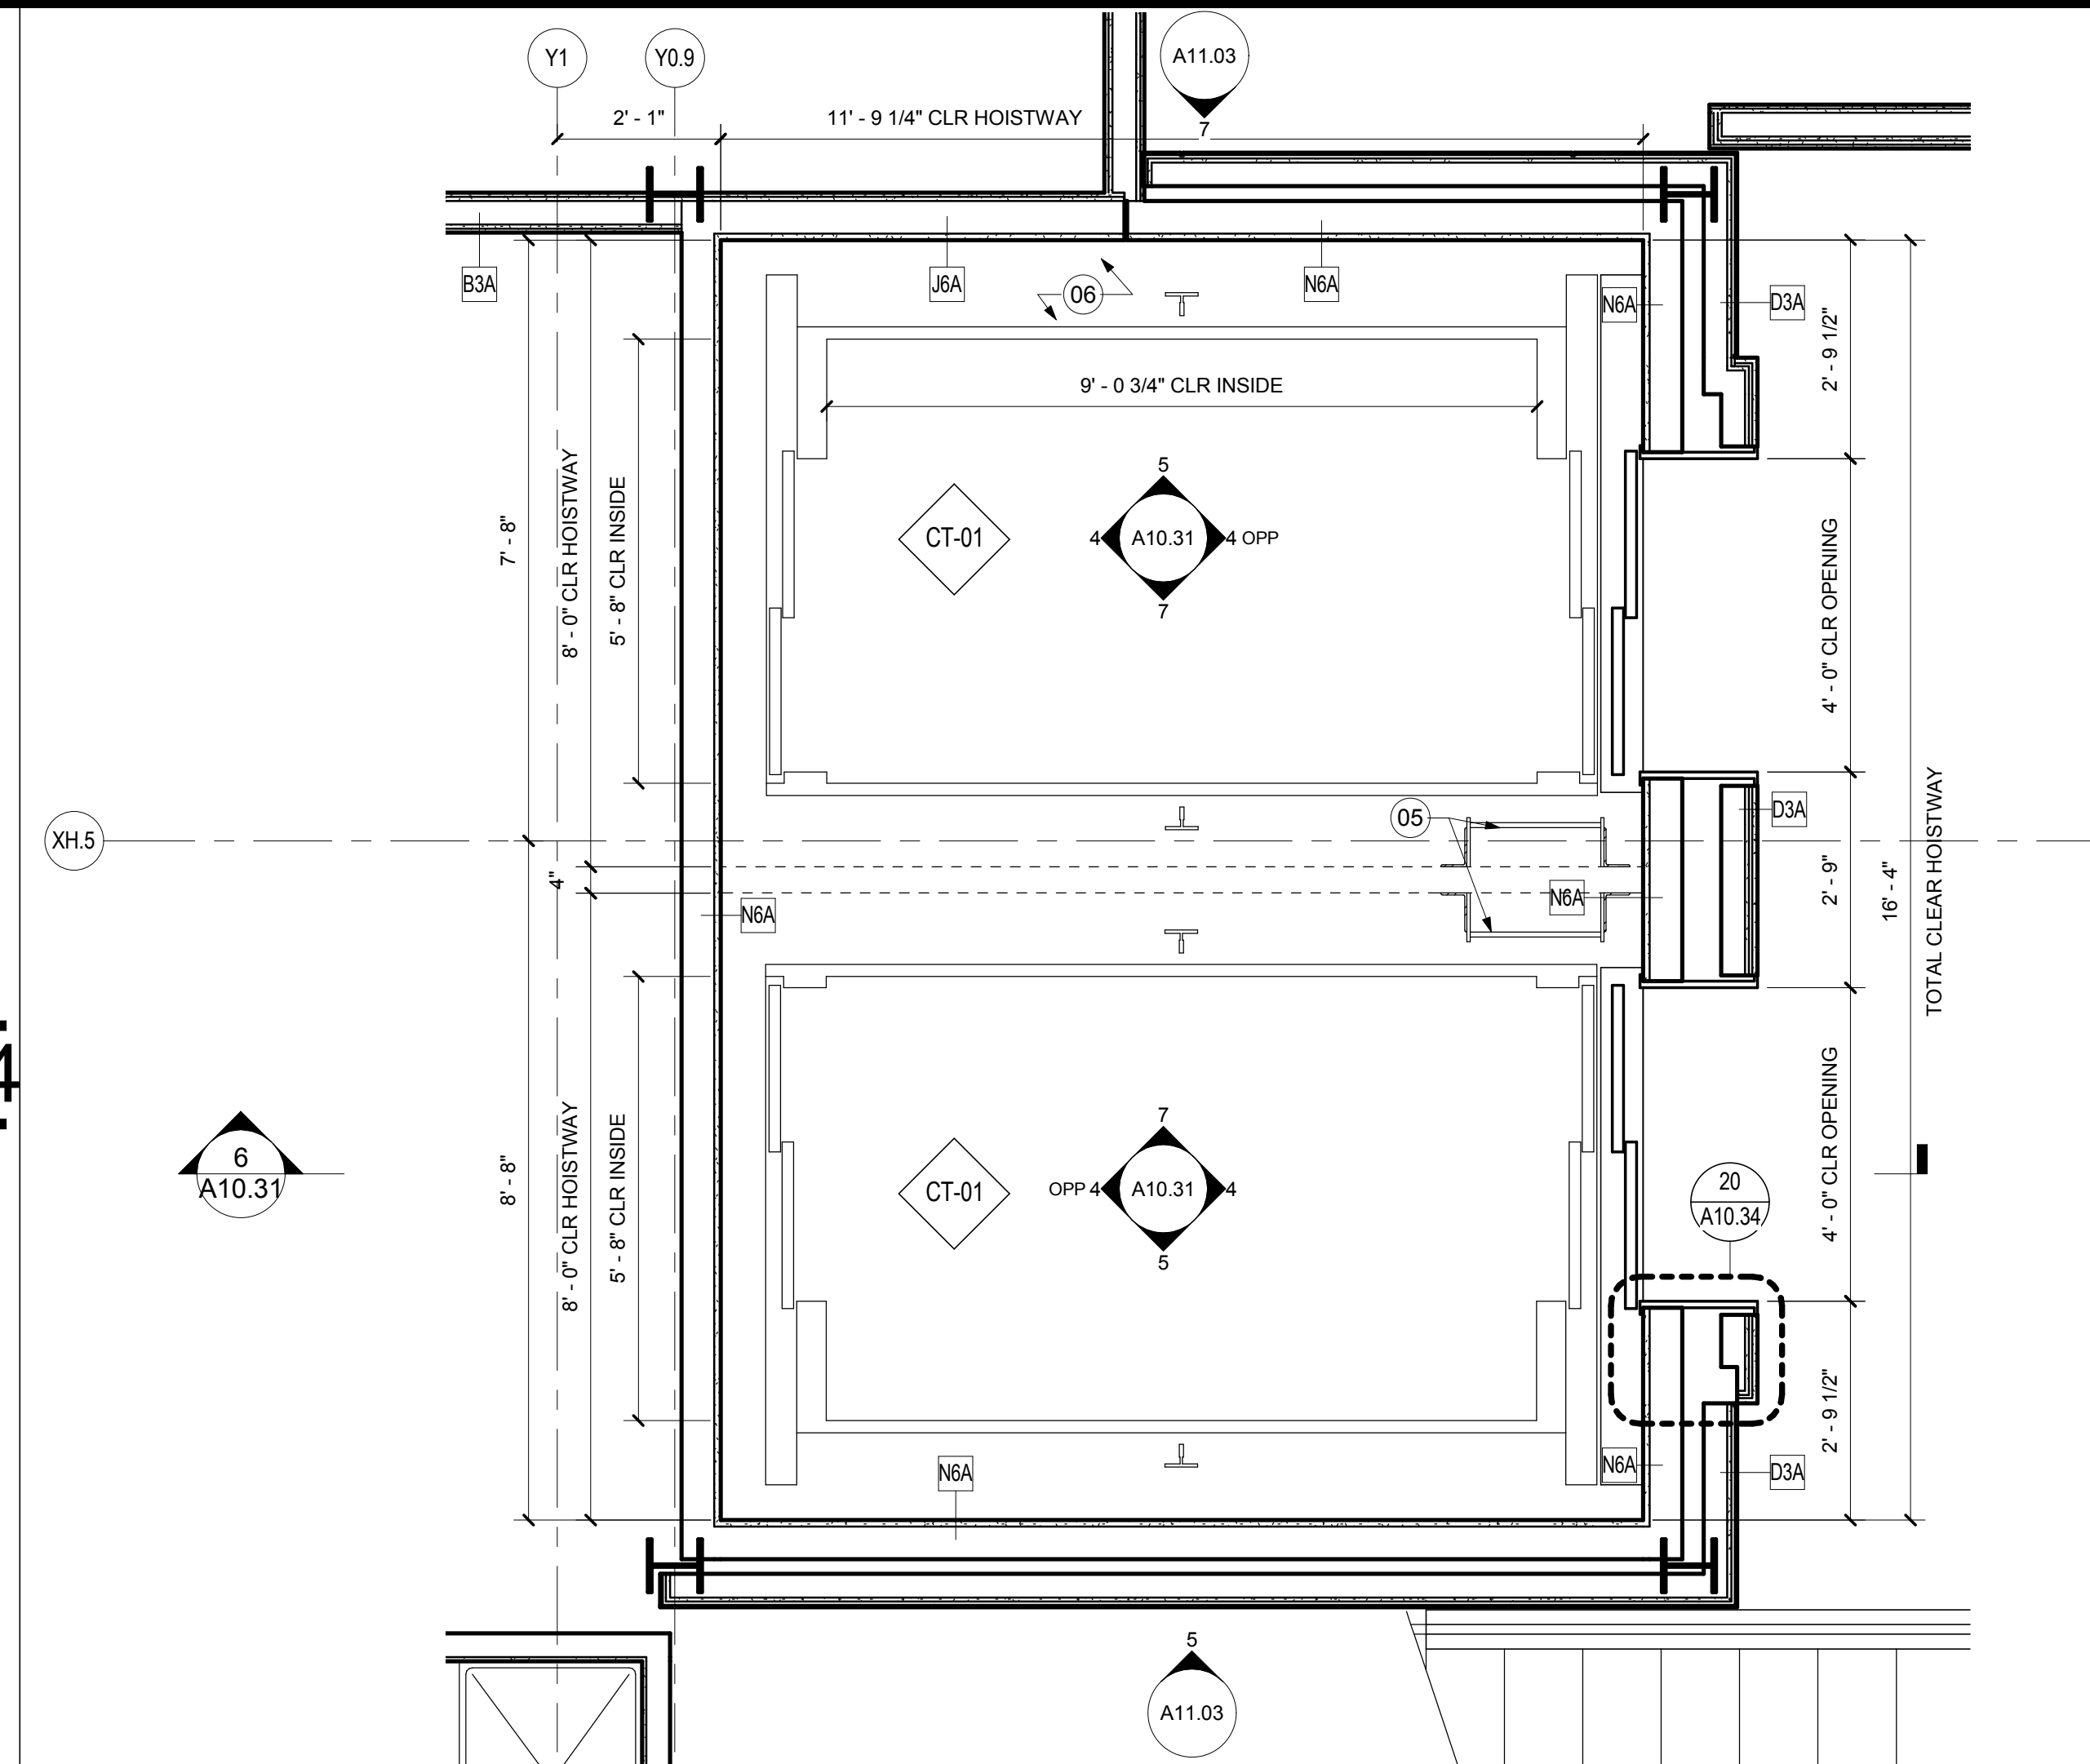 Y1
Y0.9
A11.03
7
2' - 1"
11' - 9 1/4" CLR HOISTWAY
B3A
J6A
06
N6A
N6A
D3A
2' - 9 1/2"
9' - 0 3/4" CLR INSIDE
7' - 8"
8' - 0" CLR HOISTWAY
5' - 8" CLR INSIDE
CT-01
5
4
A10.31
4 OPP
7
4' - 0" CLR OPENING
XH.5
4"
05
D3A
N6A
N6A
2' - 9"
16' - 4"
TOTAL CLEAR HOISTWAY
4
6
A10.31
8' - 8"
8' - 0" CLR HOISTWAY
5' - 8" CLR INSIDE
CT-01
7
OPP 4
A10.31
4
5
4' - 0" CLR OPENING
20
A10.34
2' - 9 1/2"
N6A
N6A
D3A
5
A11.03